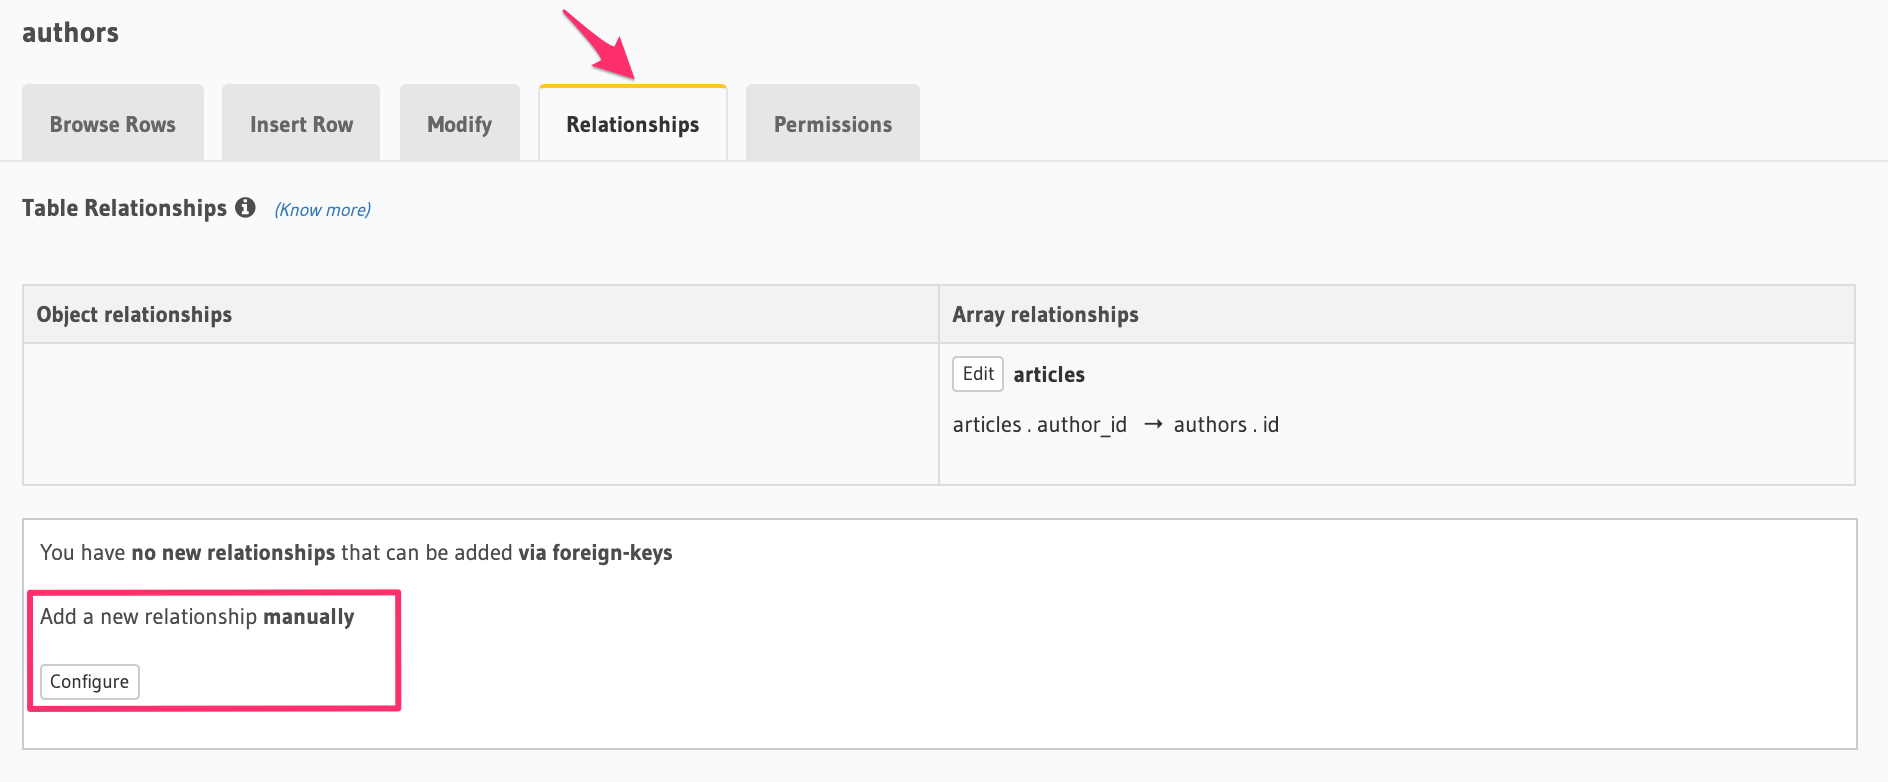 authors
Browse Rows Insert Row Modify Relationships Permissions
Table Relationships (Know more)
Object relationships Array relationships
Edit articles
articles . author_id → authors . id
You have no new relationships that can be added via foreign-keys
Add a new relationship manually
Configure